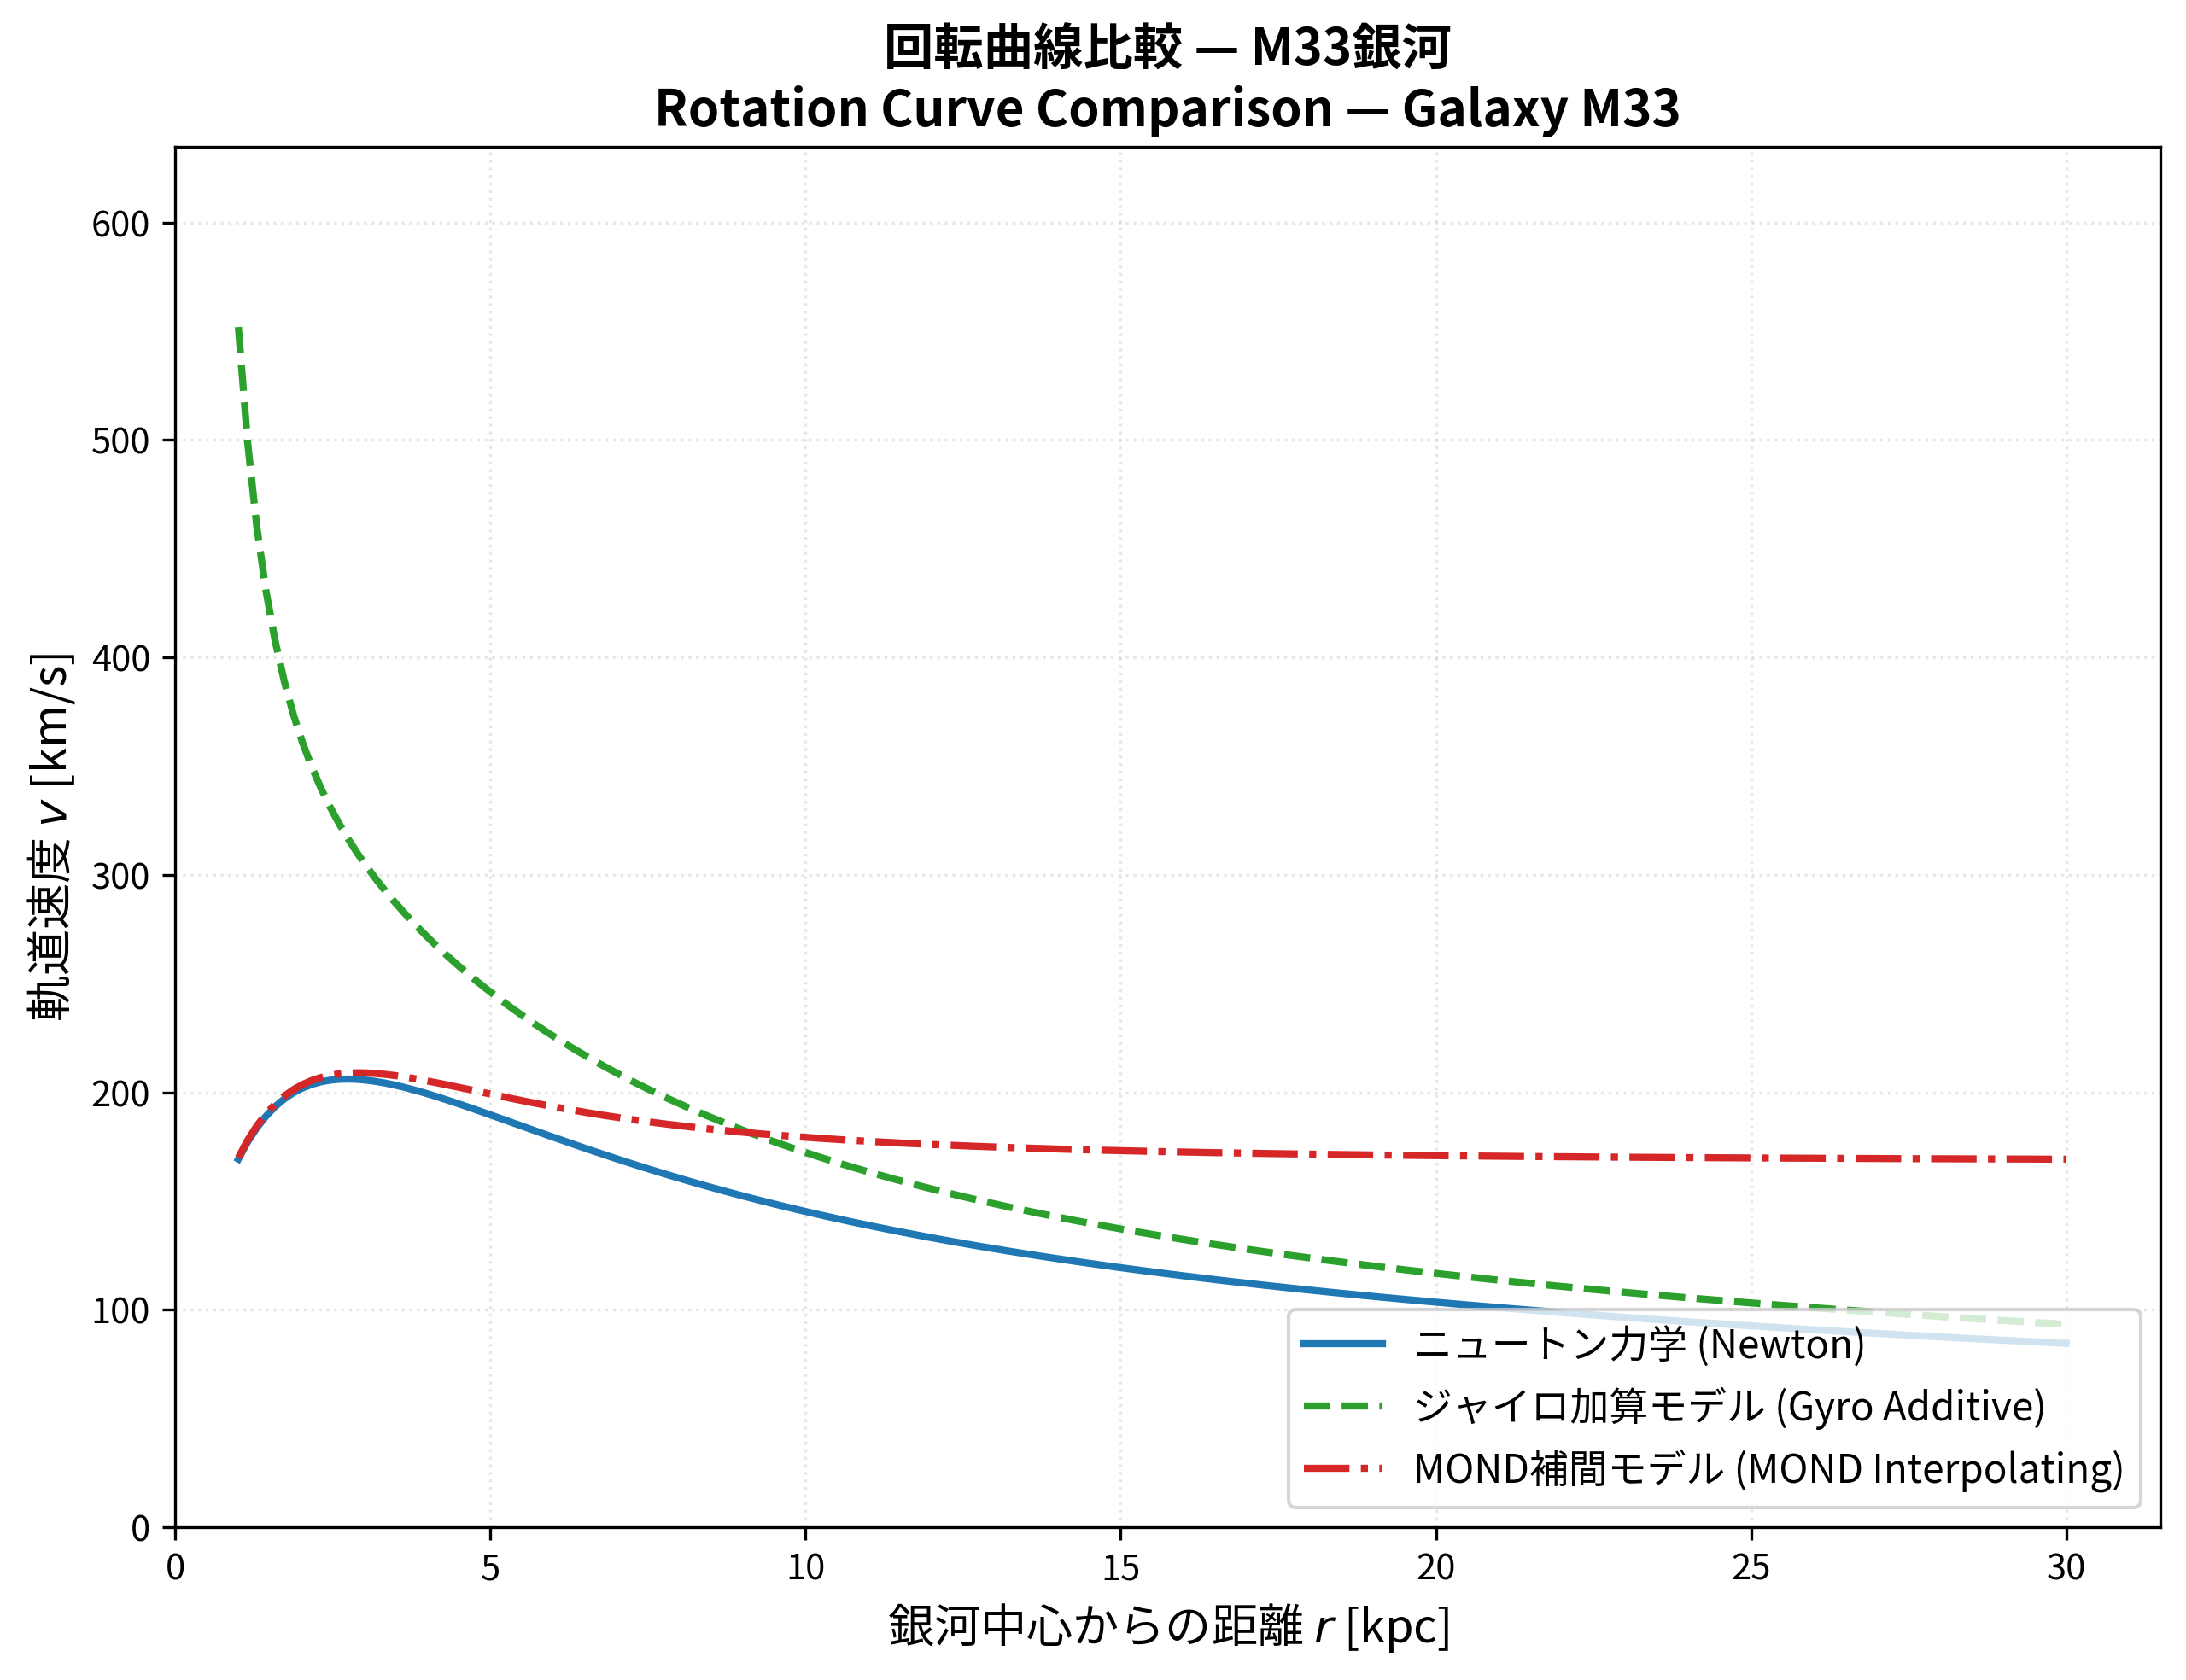 回転曲線比較 — M33銀河
Rotation Curve Comparison — Galaxy M33
軌道速度 v [km/s]
600
500
400
300
200
100
0
0 5 10 15 20 25 30
銀河中心からの距離 r [kpc]
ニュートン力学 (Newton)
ジャイロ加算モデル (Gyro Additive)
MOND補間モデル (MOND Interpolating)